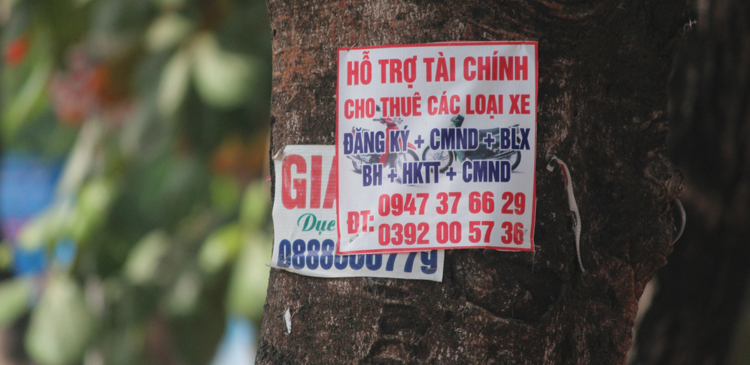 HỖ TRỢ TÀI CHÍNH
CHO THUÊ CÁC LOẠI XE
ĐĂNG KÝ + CMND + BLX
BH + HKTT + CMND
ĐT: 0947 37 66 29
0392 00 57 36
GIA
Dục